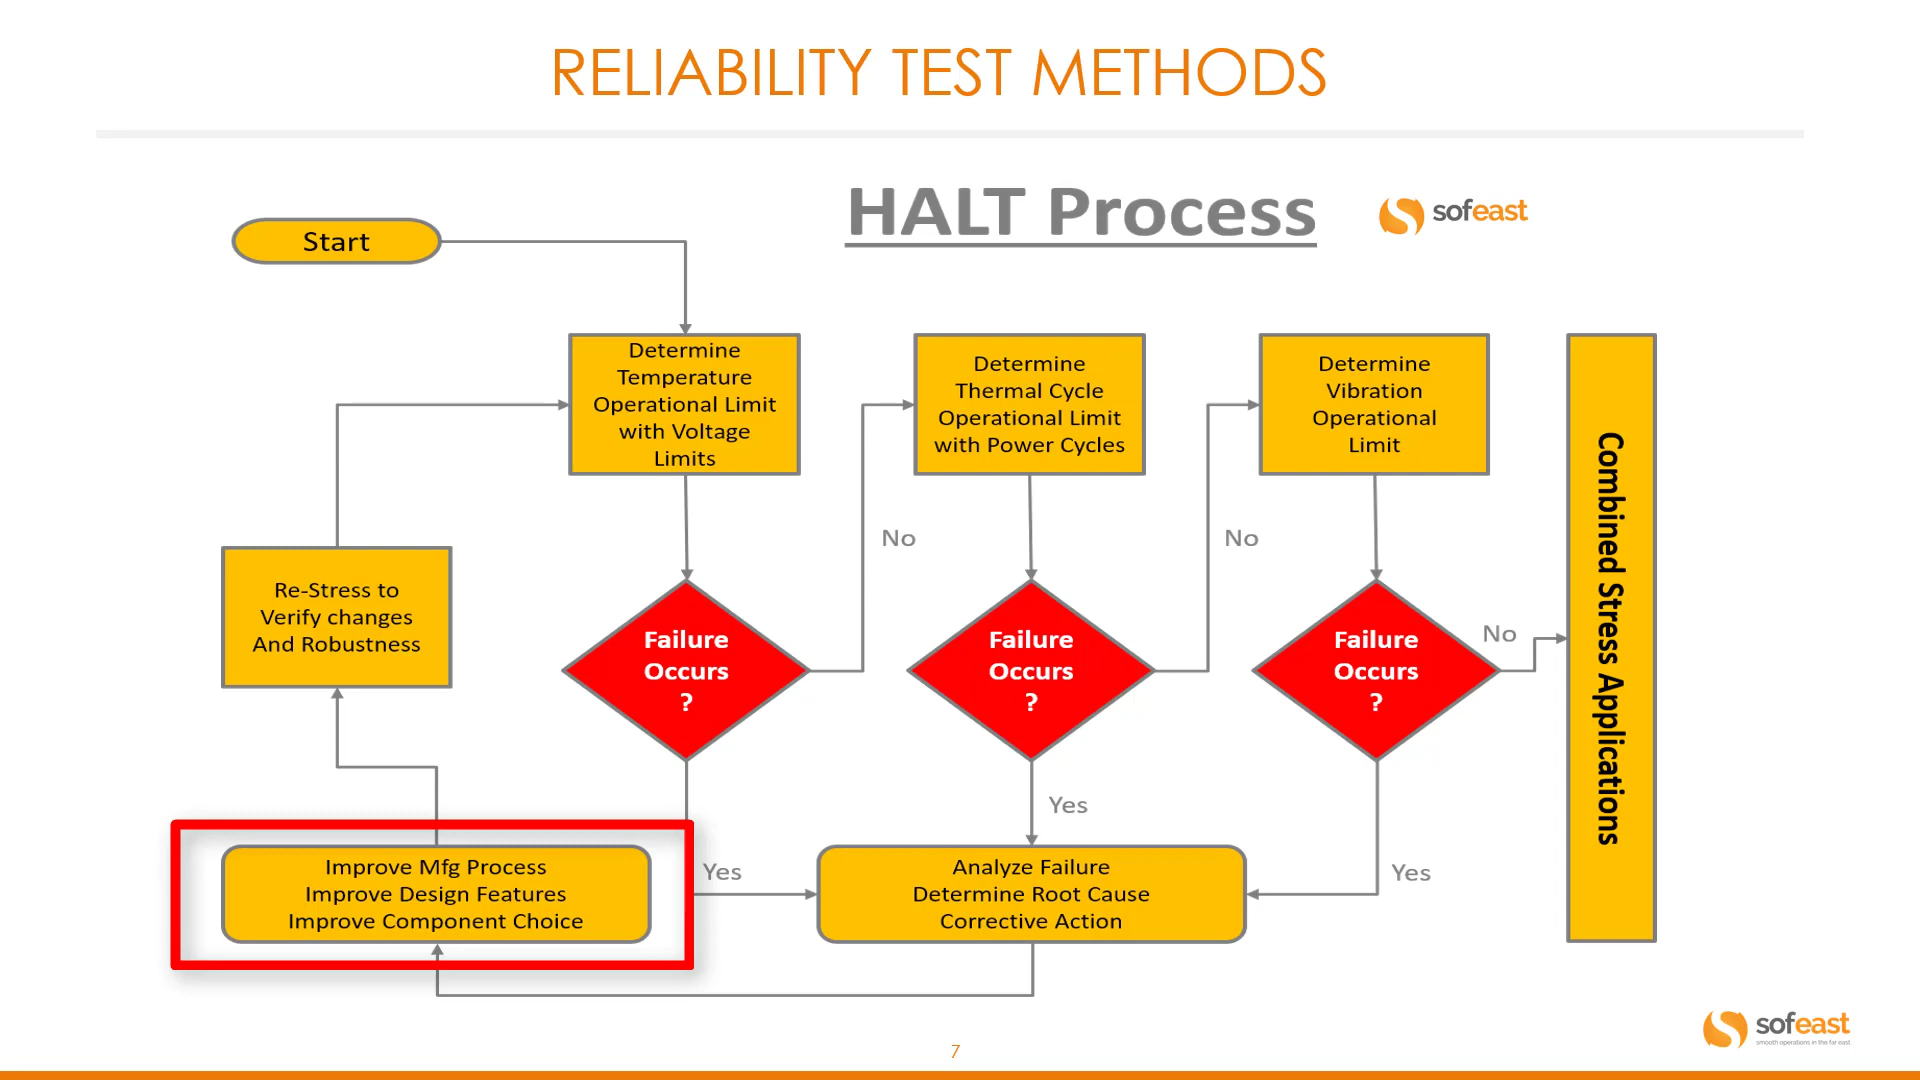 RELIABILITY TEST METHODS
HALT Process
sofeast
Start
Determine
Temperature
Operational Limit
with Voltage
Limits
Determine
Thermal Cycle
Operational Limit
with Power Cycles
Determine
Vibration
Operational
Limit
Combined Stress Applications
No
No
No
Re-Stress to
Verify changes
And Robustness
Failure
Occurs
?
Failure
Occurs
?
Failure
Occurs
?
Yes
Yes
Yes
Improve Mfg Process
Improve Design Features
Improve Component Choice
Analyze Failure
Determine Root Cause
Corrective Action
sofeast
smooth operations in the far east
7